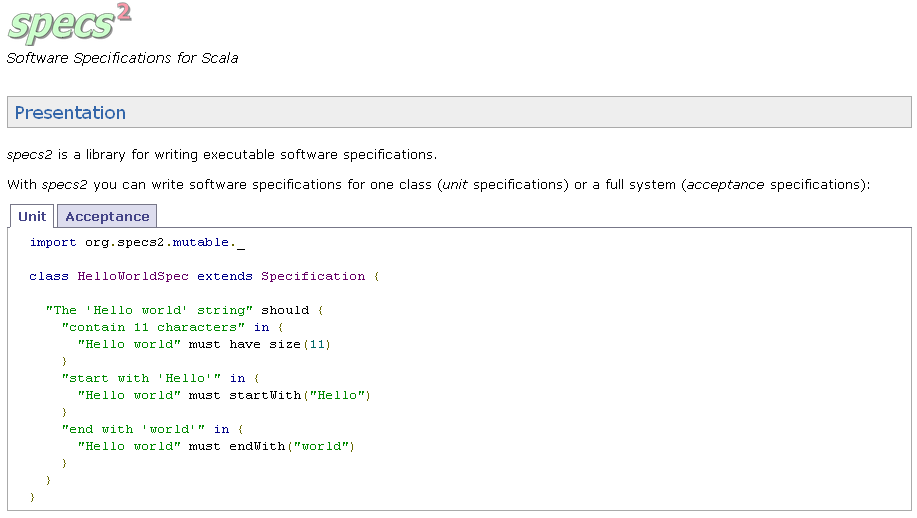 specs2
Software Specifications for Scala
Presentation
specs2 is a library for writing executable software specifications.
With specs2 you can write software specifications for one class (unit specifications) or a full system (acceptance specifications):
Unit Acceptance
import org.specs2.mutable._
class HelloWorldSpec extends Specification {
"The 'Hello world' string" should {
"contain 11 characters" in {
"Hello world" must have size(11)
}
"start with 'Hello'" in {
"Hello world" must startWith("Hello")
}
"end with 'world'" in {
"Hello world" must endWith("world")
}
}
}